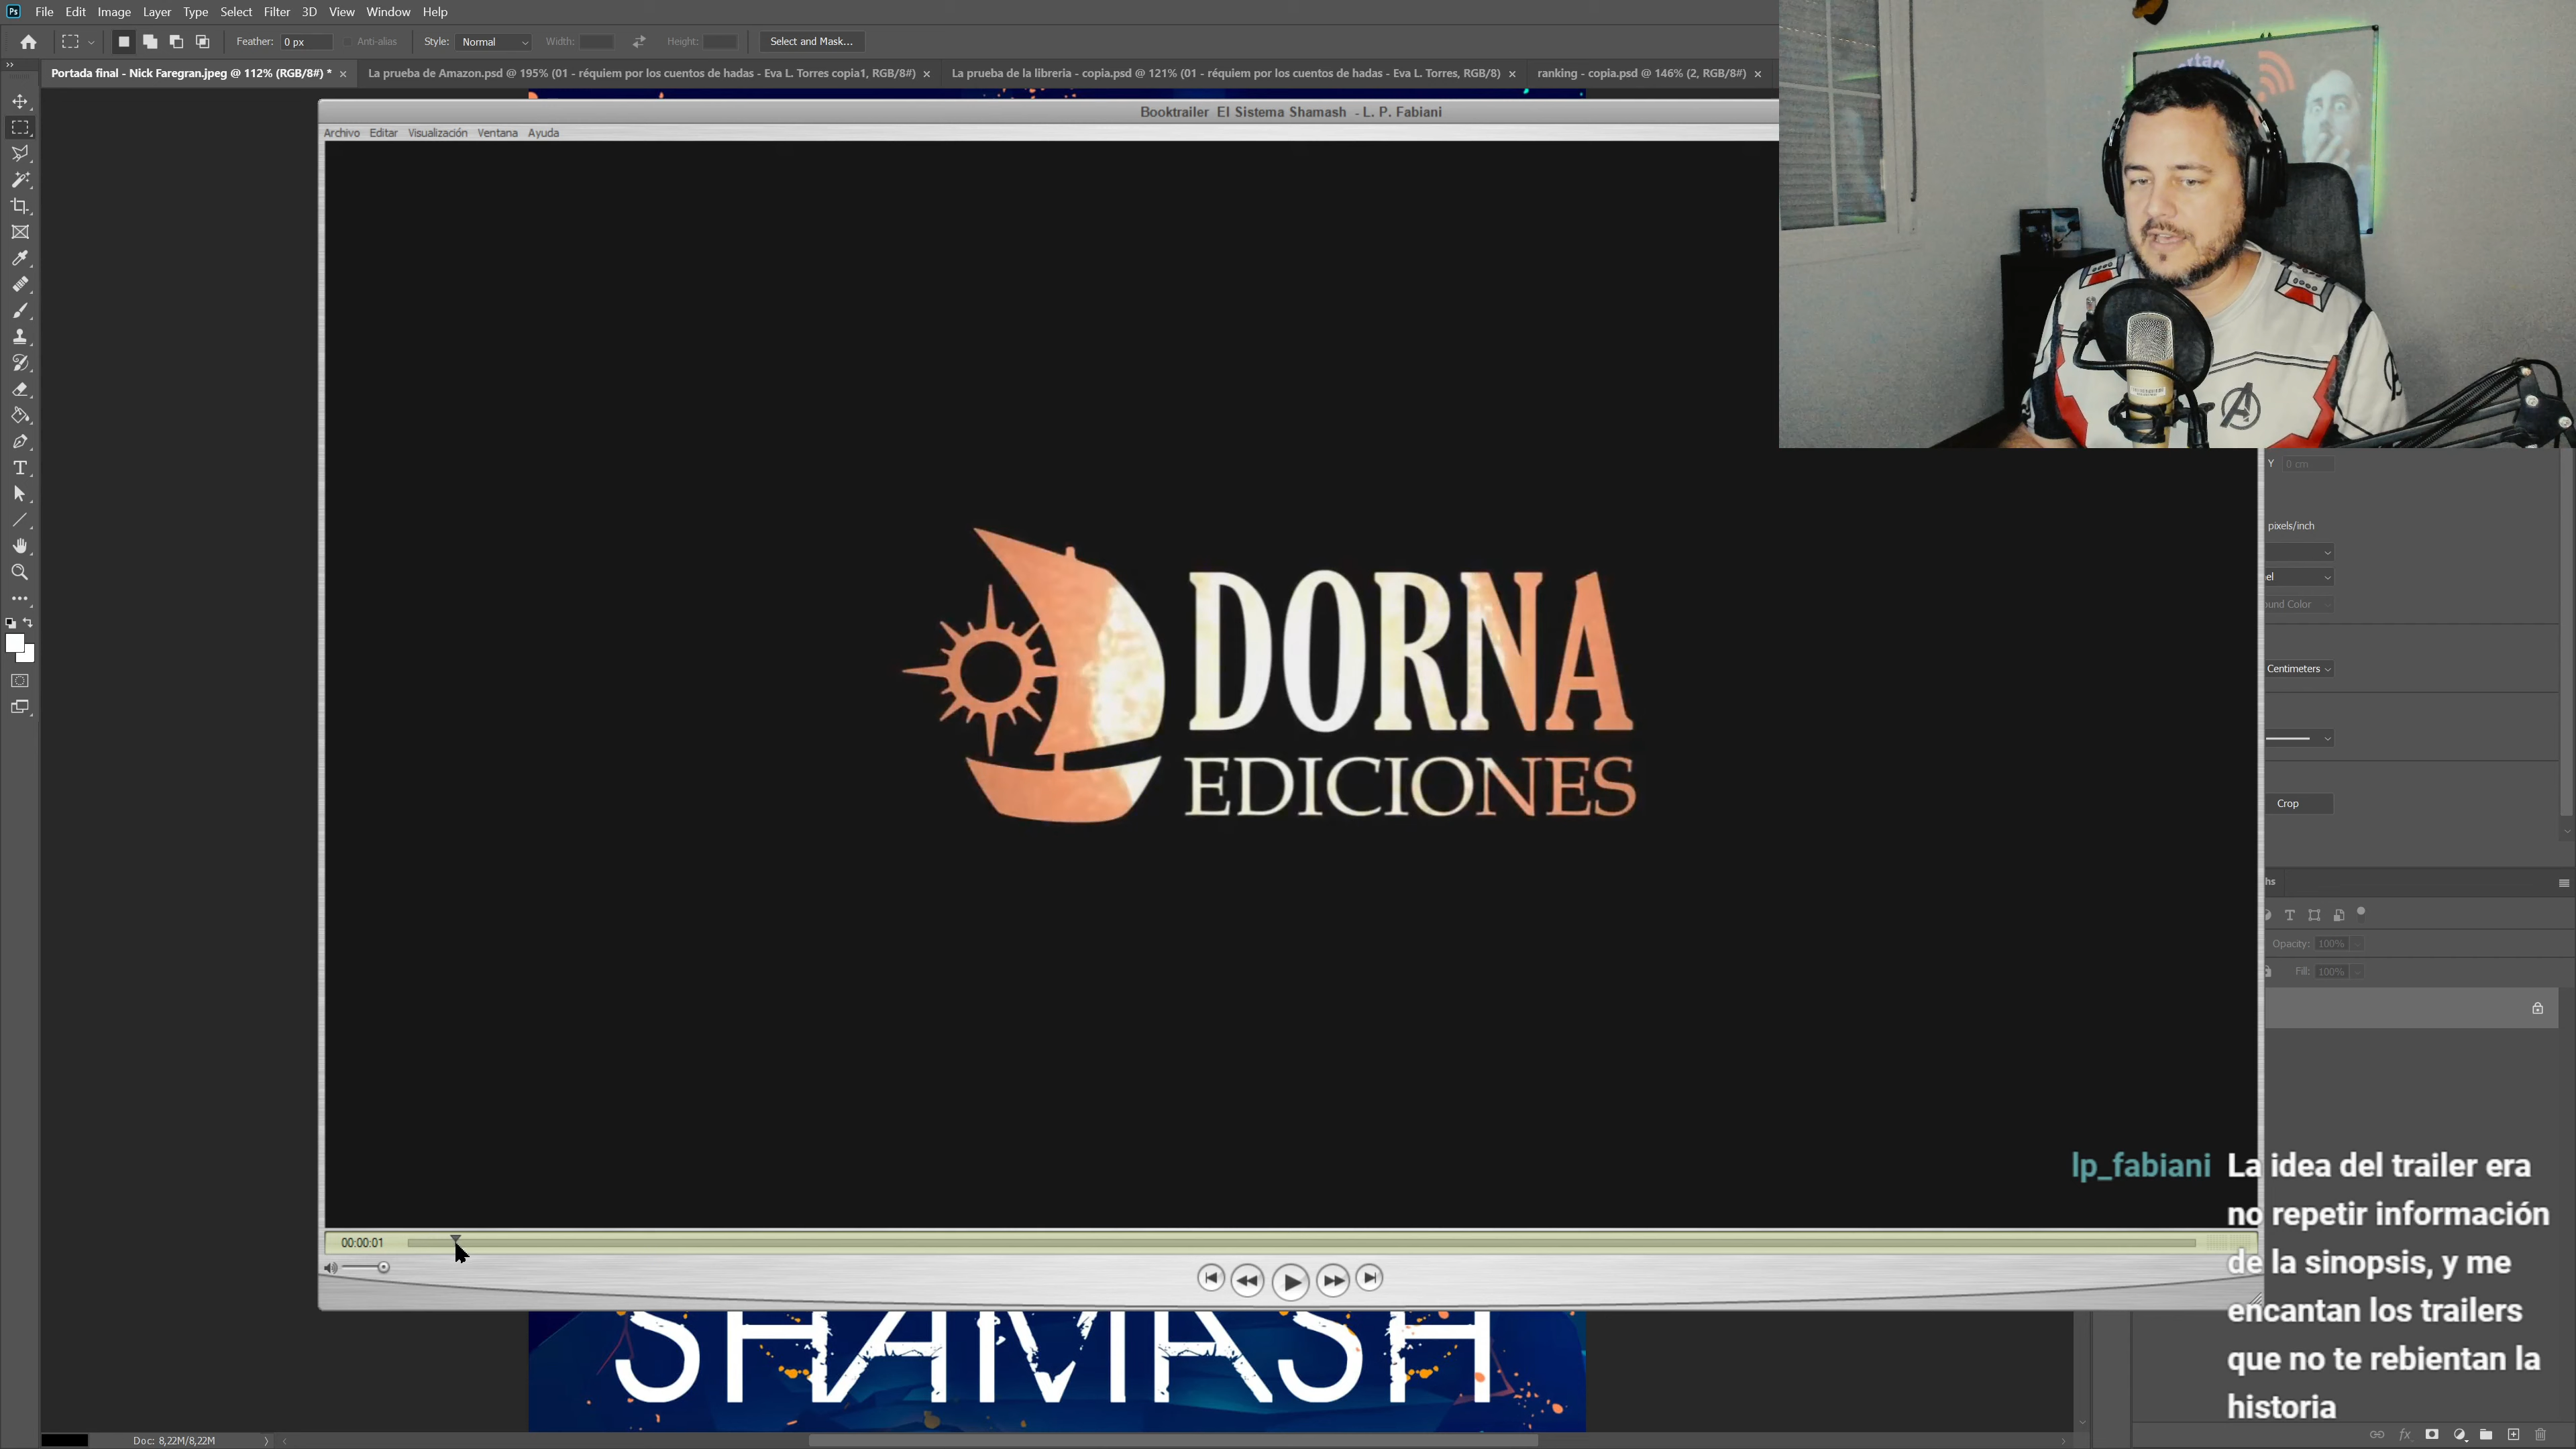 Ps File Edit Image Layer Type Select Filter 3D View Window Help
Feather: 0 px Anti-alias Style: Normal Width: Height: Select and Mask...
Portada final - Nick Faregran.jpeg @ 112% (RGB/8#) * La prueba de Amazon.psd @ 195% (01 - réquiem por los cuentos de hadas - Eva L. Torres copia1, RGB/8#) La prueba de la libreria - copia.psd @ 121% (01 - réquiem por los cuentos de hadas - Eva L. Torres, RGB/8) ranking - copia.psd @ 146% (2, RGB/8#)
Booktrailer El Sistema Shamash - L. P. Fabiani
Archivo Editar Visualización Ventana Ayuda
Y 0 cm
pixels/inch
DORNA
EDICIONES
Centimeters
Crop
Opacity: 100%
Fill: 100%
lp_fabiani La idea del trailer era
no repetir información
de la sinopsis, y me
encantan los trailers
que no te rebientan la
historia
00:00:01
SHAMASH
Doc: 8,22M/8,22M